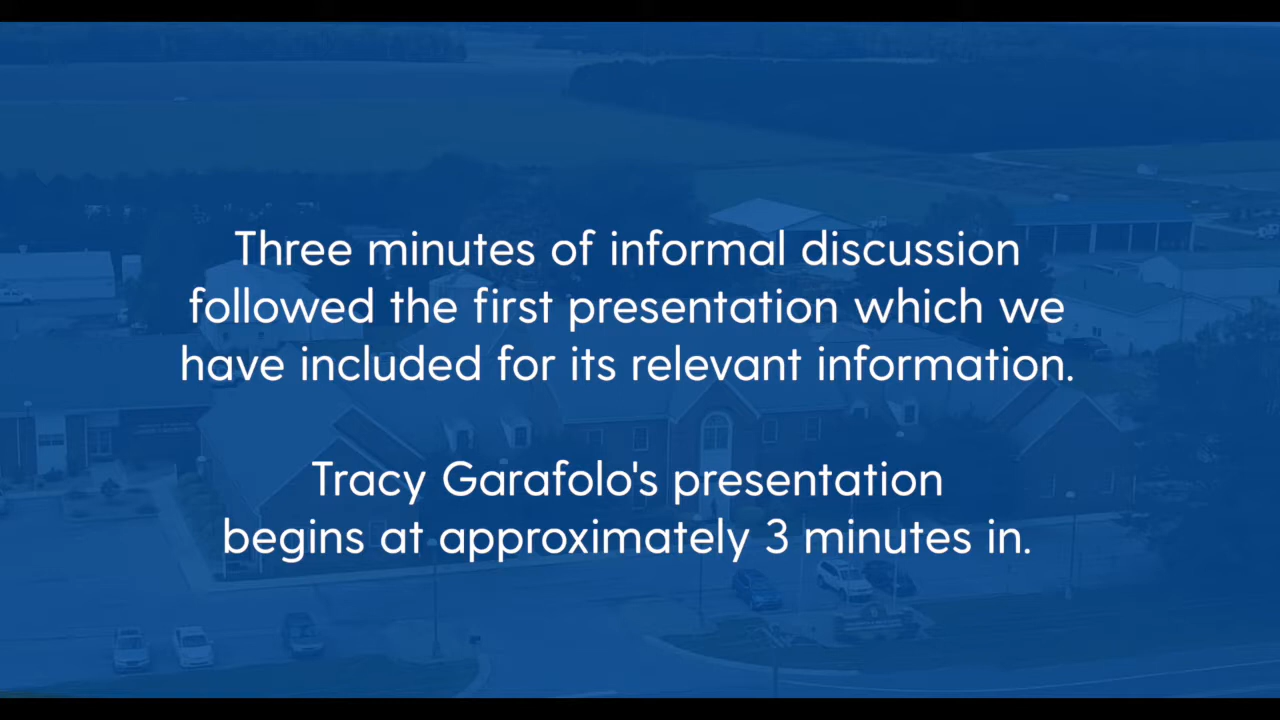 Three minutes of informal discussion
followed the first presentation which we
have included for its relevant information.
Tracy Garafolo's presentation
begins at approximately 3 minutes in.